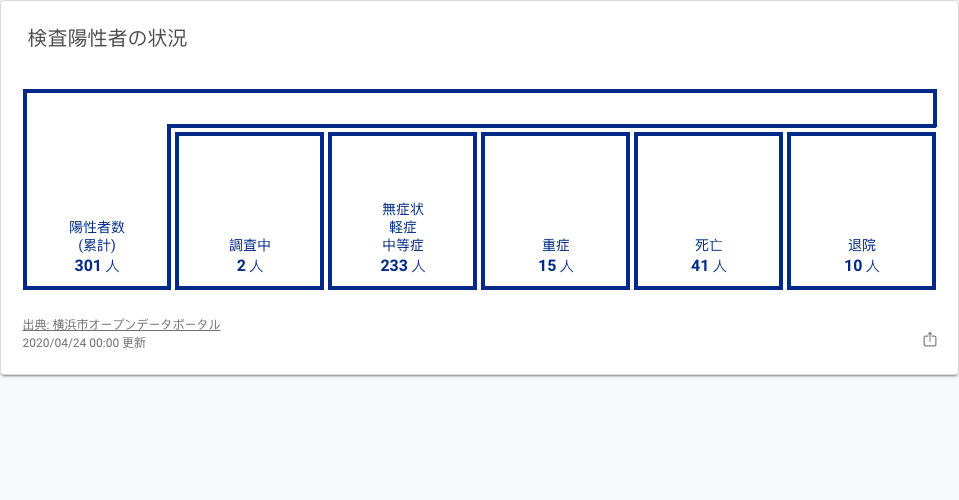 検査陽性者の状況
陽性者数
(累計)
301 人
調査中
2 人
無症状
軽症
中等症
233 人
重症
15 人
死亡
41 人
退院
10 人
出典: 横浜市オープンデータポータル
2020/04/24 00:00 更新